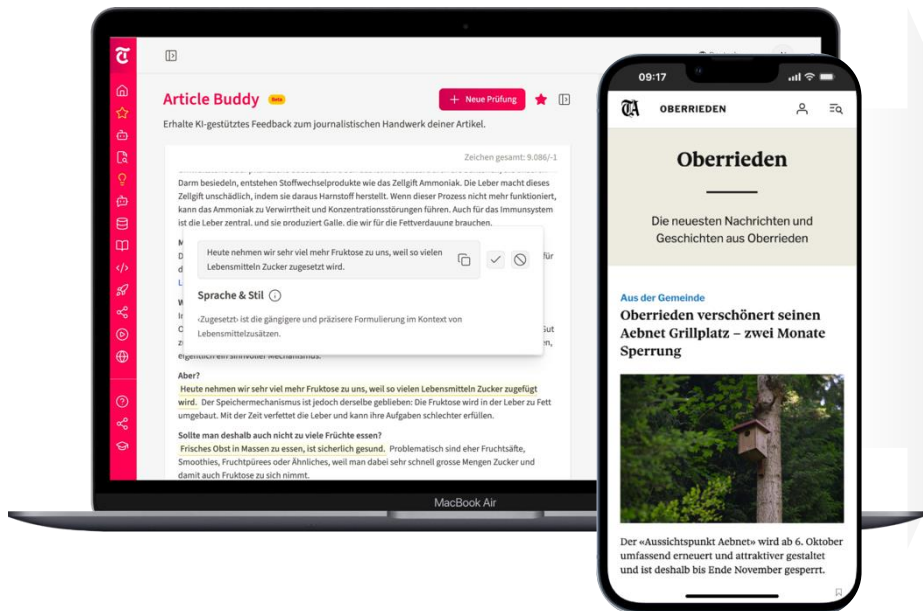 Article Buddy Beta
+ Neue Prüfung
Erhalte KI-gestütztes Feedback zum journalistischen Handwerk deiner Artikel.
Zeichen gesamt: 9.086/-1
Darm besiedeln, entstehen Stoffwechselprodukte wie das Zellgift Ammoniak. Die Leber macht dieses
Zellgift unschädlich, indem sie daraus Harnstoff herstellt. Wenn dieser Prozess nicht mehr funktioniert,
kann das Ammoniak zu Verwirrtheit und Konzentrationsstörungen führen. Auch für das Immunsystem
ist die Leber zentral, und sie produziert Galle, die wir für die Fettverdauung brauchen.
Heute nehmen wir sehr viel mehr Fruktose zu uns, weil so vielen
Lebensmitteln Zucker zugesetzt wird.
für
Sprache & Stil
‹Zugesetzt› ist die gängigere und präzisere Formulierung im Kontext von
Lebensmittelzusätzen.
Gut
eigentlich ein sinnvoller Mechanismus.
Aber?
Heute nehmen wir sehr viel mehr Fruktose zu uns, weil so vielen Lebensmitteln Zucker zugefügt
wird. Der Speichermechanismus ist jedoch derselbe geblieben: Die Fruktose wird in der Leber zu Fett
umgebaut. Mit der Zeit verfettet die Leber und kann ihre Aufgaben schlechter erfüllen.
Sollte man deshalb auch nicht zu viele Früchte essen?
Frisches Obst in Massen zu essen, ist sicherlich gesund. Problematisch sind eher Fruchtsäfte,
Smoothies, Fruchtpürees oder Ähnliches, weil man dabei sehr schnell grosse Mengen Zucker und
damit auch Fruktose zu sich nimmt.
MacBook Air
09:17
TA OBERRIEDEN
Oberrieden
Die neuesten Nachrichten und
Geschichten aus Oberrieden
Aus der Gemeinde
Oberrieden verschönert seinen
Aebnet Grillplatz – zwei Monate
Sperrung
Der «Aussichtspunkt Aebnet» wird ab 6. Oktober
umfassend erneuert und attraktiver gestaltet
und ist deshalb bis Ende November gesperrt.